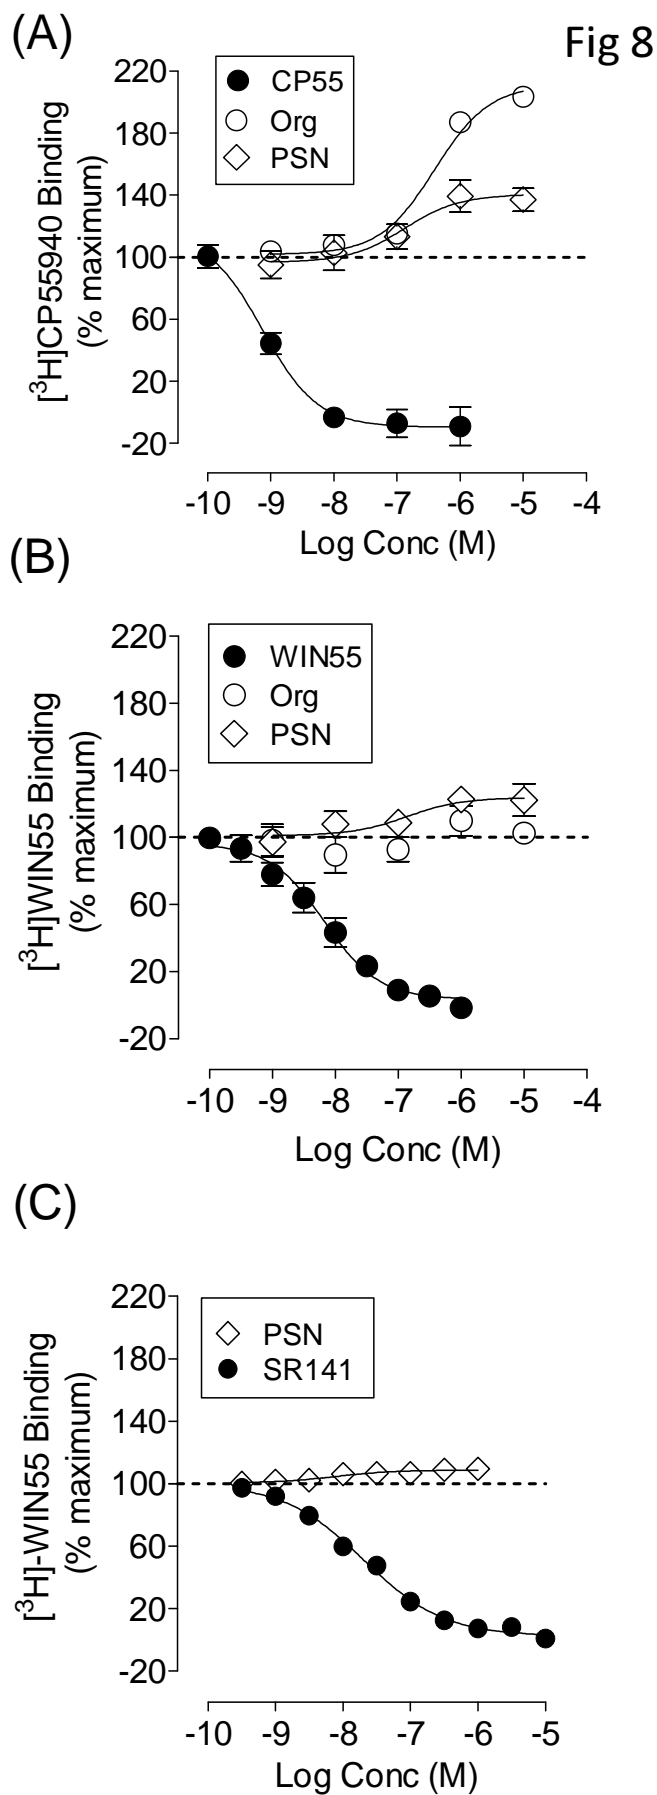 (A)
Fig 8
220
180
140
100
60
20
-20
[³H]CP55940 Binding
(% maximum)
CP55
Org
PSN
-10 -9 -8 -7 -6 -5 -4
Log Conc (M)
(B)
220
180
140
100
60
20
-20
[³H]WIN55 Binding
(% maximum)
WIN55
Org
PSN
-10 -9 -8 -7 -6 -5 -4
Log Conc (M)
(C)
220
180
140
100
60
20
-20
[³H]-WIN55 Binding
(% maximum)
PSN
SR141
-10 -9 -8 -7 -6 -5
Log Conc (M)